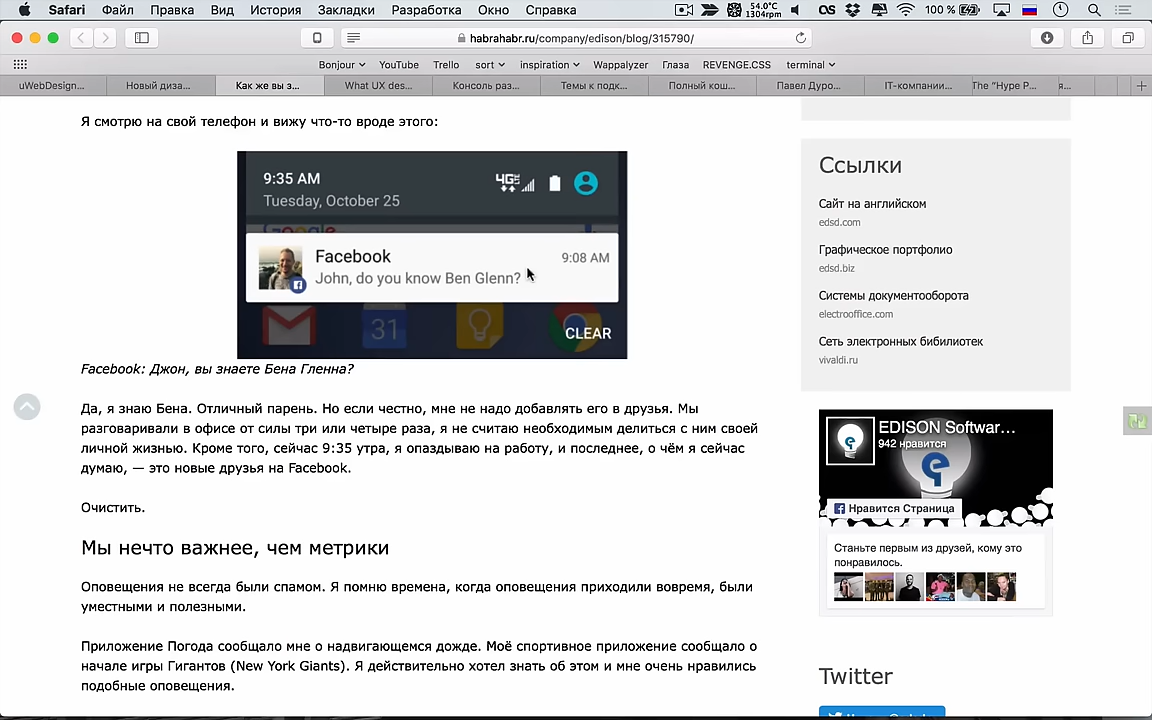 Safari Файл Правка Вид История Закладки Разработка Окно Справка 54.0°C 1304rpm 100 %
habrahabr.ru/company/edison/blog/315790/
Bonjour YouTube Trello sort inspiration Wappalyzer Глаза REVENGE.CSS terminal
uWebDesign... Новый диза... Как же вы з... What UX des... Консоль раз... Темы к подк... Полный кош... Павел Дуро... IT-компании... The "Hype P... я...
Я смотрю на свой телефон и вижу что-то вроде этого:
9:35 AM
Tuesday, October 25
4G
Google
Facebook 9:08 AM
John, do you know Ben Glenn?
31
CLEAR
Facebook: Джон, вы знаете Бена Гленна?
Да, я знаю Бена. Отличный парень. Но если честно, мне не надо добавлять его в друзья. Мы
разговаривали в офисе от силы три или четыре раза, я не считаю необходимым делиться с ним своей
личной жизнью. Кроме того, сейчас 9:35 утра, я опаздываю на работу, и последнее, о чём я сейчас
думаю, — это новые друзья на Facebook.
Очистить.
Мы нечто важнее, чем метрики
Оповещения не всегда были спамом. Я помню времена, когда оповещения приходили вовремя, были
уместными и полезными.
Приложение Погода сообщало мне о надвигающемся дожде. Моё спортивное приложение сообщало о
начале игры Гигантов (New York Giants). Я действительно хотел знать об этом и мне очень нравились
подобные оповещения.
Ссылки
Сайт на английском
edsd.com
Графическое портфолио
edsd.biz
Системы документооборота
electrooffice.com
Сеть электронных бибилиотек
vivaldi.ru
EDISON Softwar...
942 нравится
Нравится Страница
Станьте первым из друзей, кому это
понравилось.
Twitter